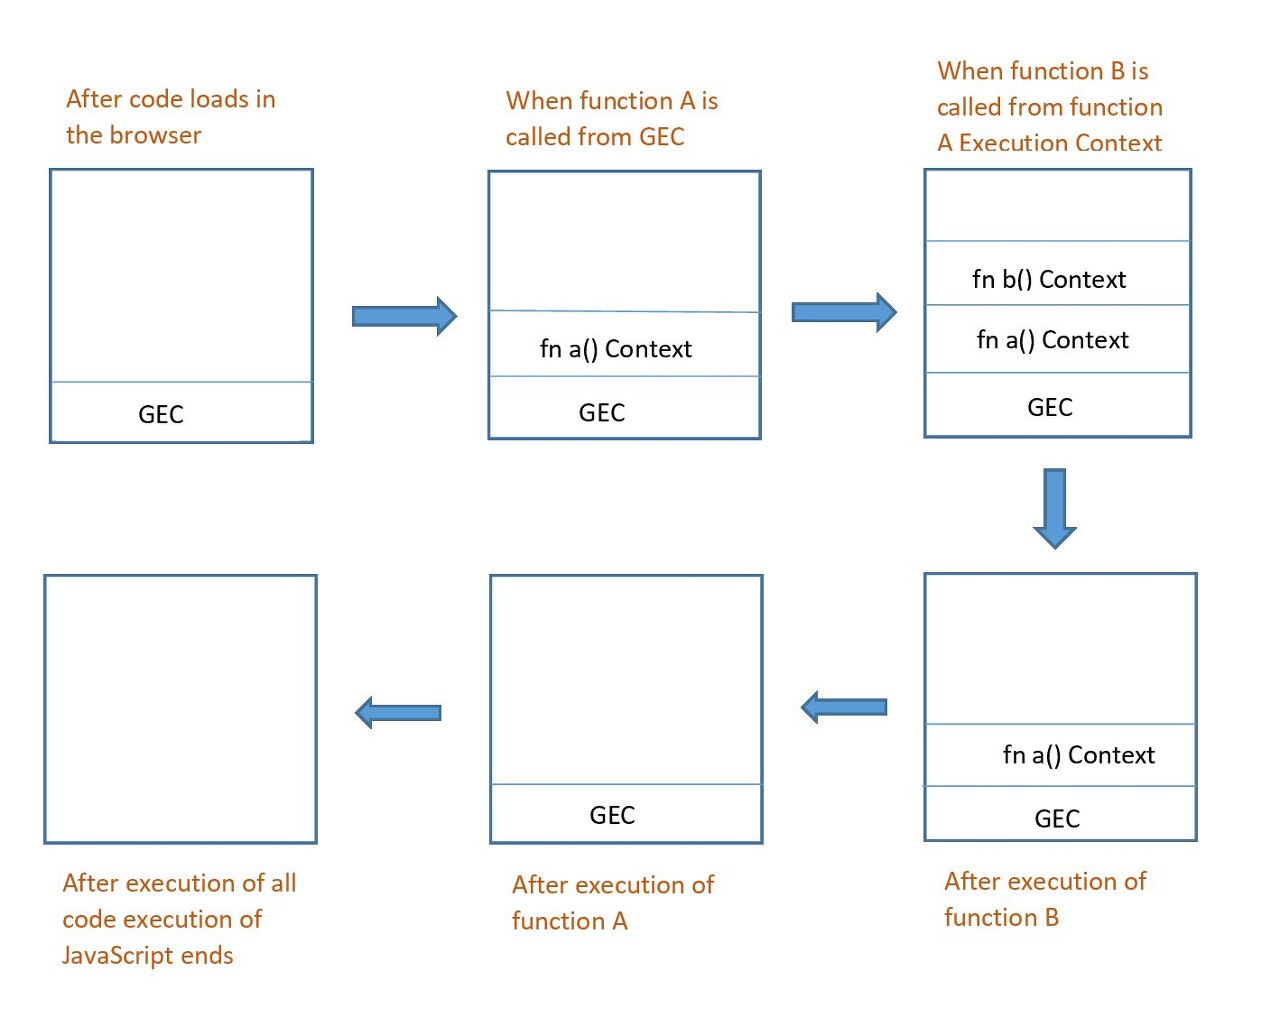 After code loads in
the browser
When function A is
called from GEC
When function B is
called from function
A Execution Context
GEC
fn a() Context
GEC
fn b() Context
fn a() Context
GEC
fn a() Context
GEC
After execution of
function B
GEC
After execution of
function A
After execution of all
code execution of
JavaScript ends